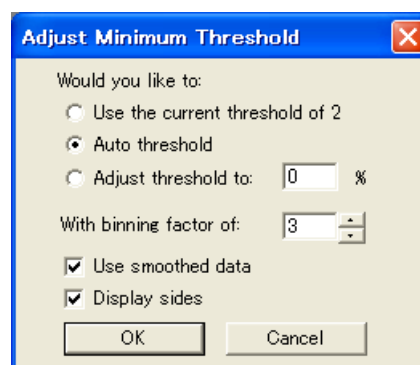 Adjust Minimum Threshold
Would you like to:
Use the current threshold of 2
Auto threshold
Adjust threshold to: 0 %
With binning factor of: 3
Use smoothed data
Display sides
OK Cancel